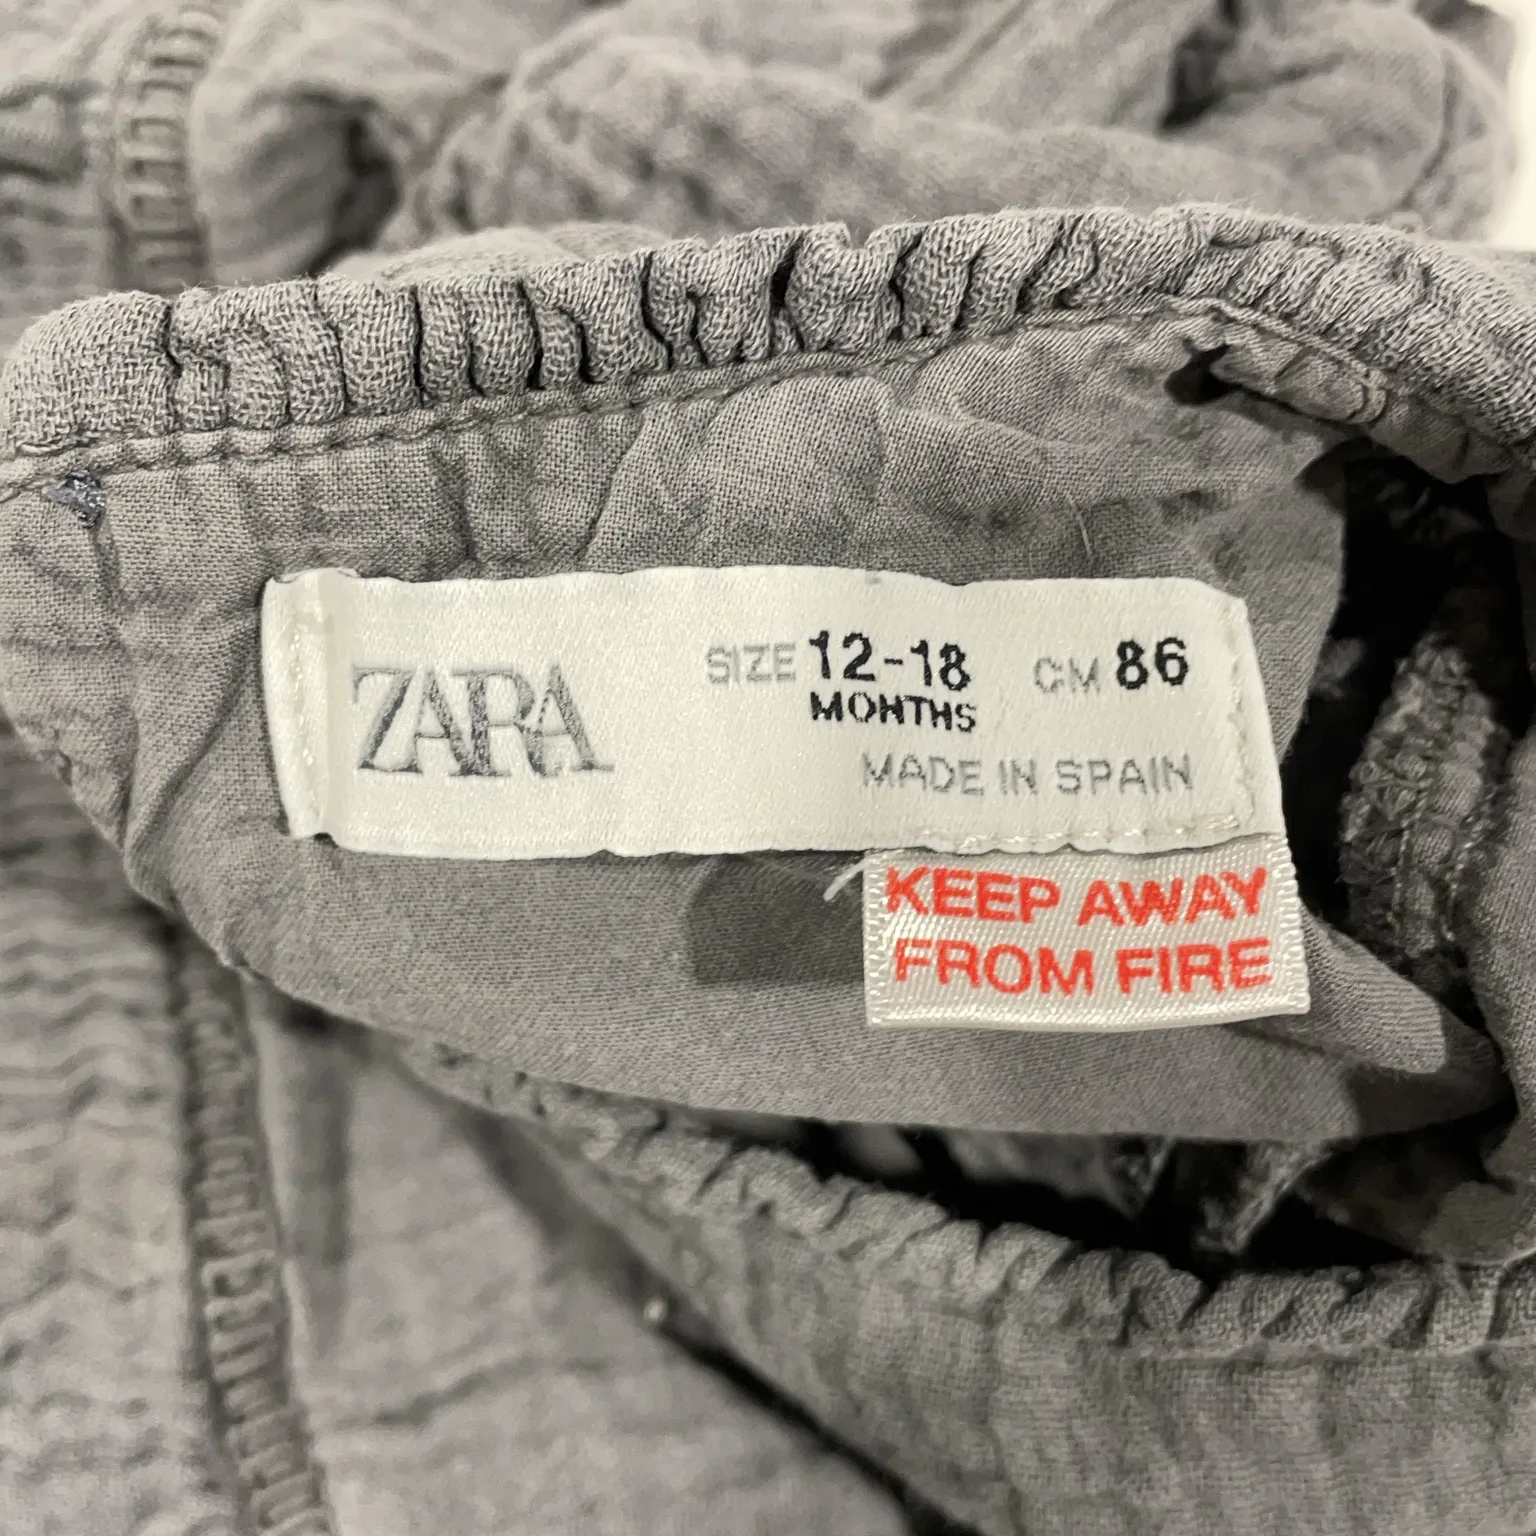 ZARA
SIZE 12-18 CM 86
MONTHS
MADE IN SPAIN
KEEP AWAY
FROM FIRE